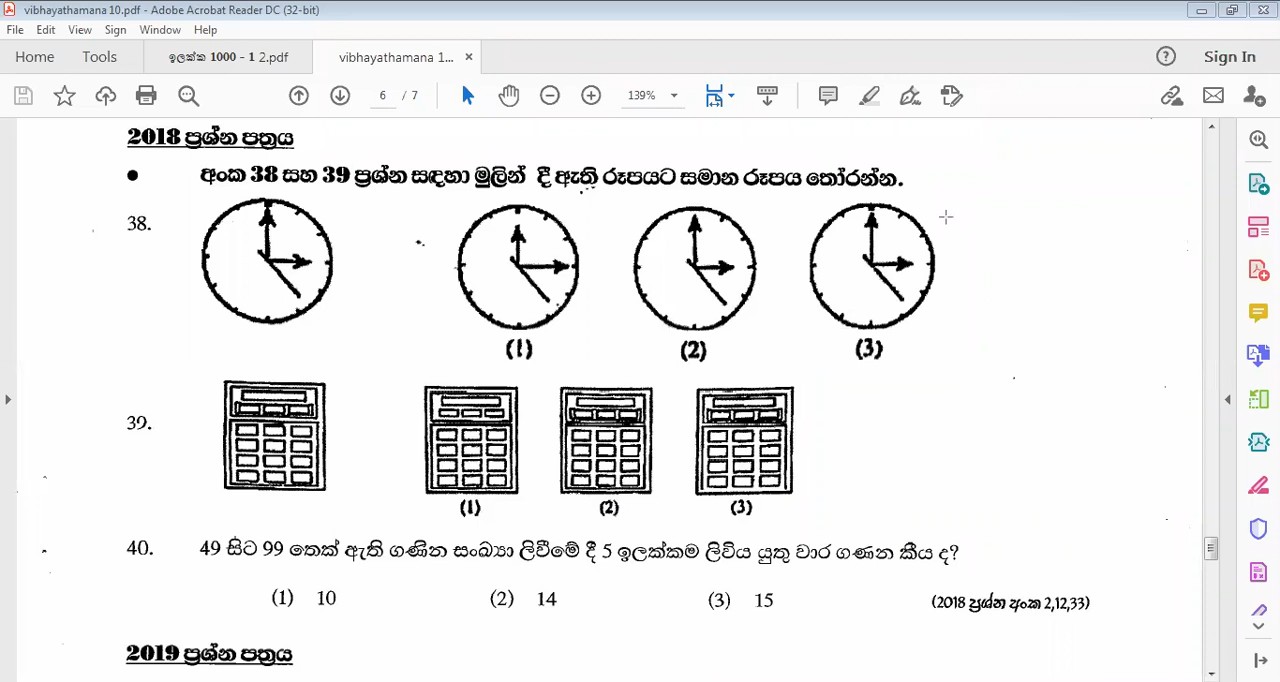 vibhayathamana 10.pdf - Adobe Acrobat Reader DC (32-bit)
File Edit View Sign Window Help
Home Tools ඉලක්ක 1000 - 1 2.pdf vibhayathamana 1... × Sign In
6 / 7 139%
2018 ප්‍රශ්න පත්‍රය
අංක 38 සහ 39 ප්‍රශ්න සඳහා මුලින් දී ඇති රූපයට සමාන රූපය තෝරන්න.
38.
(1) (2) (3)
39.
(1) (2) (3)
40. 49 සිට 99 තෙක් ඇති ගණින සංඛ්‍යා ලිවීමේ දී 5 ඉලක්කම ලිවිය යුතු වාර ගණන කීය ද?
(1) 10 (2) 14 (3) 15 (2018 ප්‍රශ්න අංක 2,12,33)
2019 ප්‍රශ්න පත්‍රය